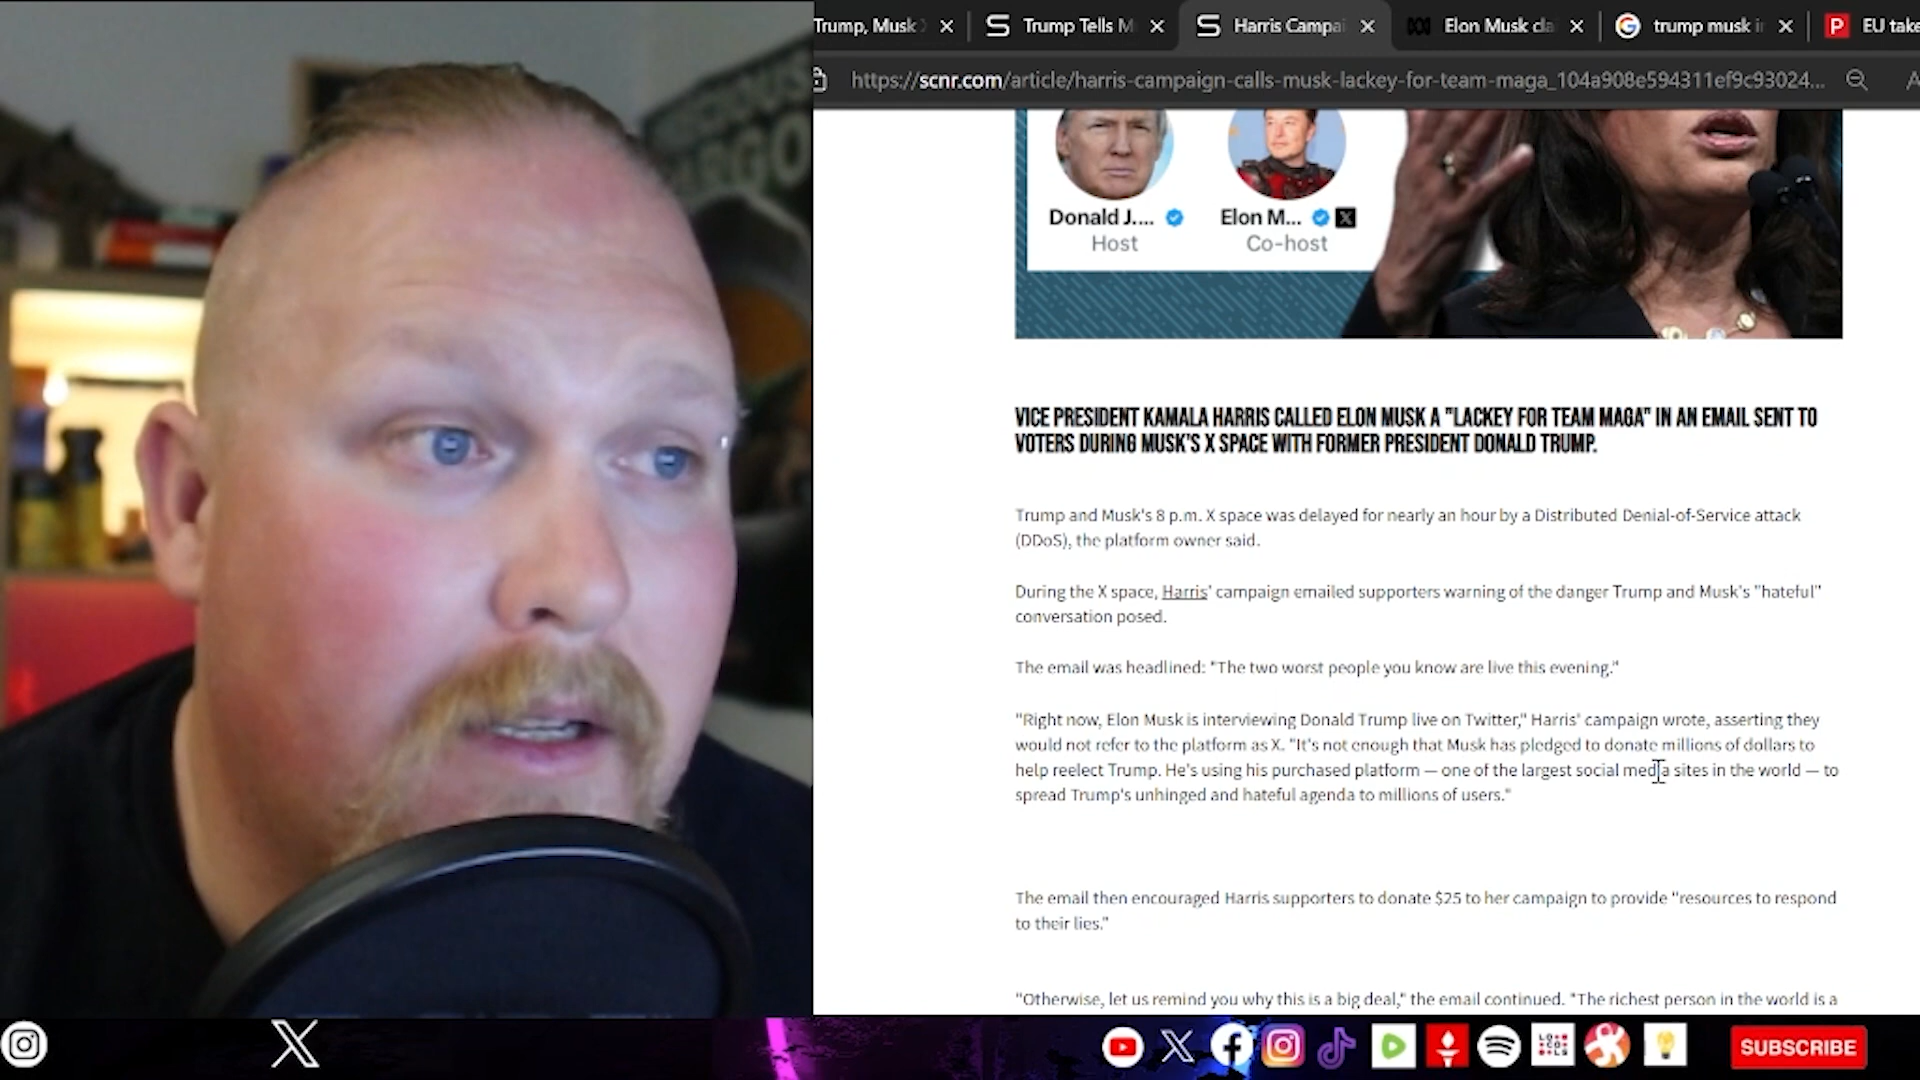 Trump, Musk
Trump Tells M
Harris Campai
Elon Musk cla
trump musk i
EU take
https://scnr.com/article/harris-campaign-calls-musk-lackey-for-team-maga_104a908e594311ef9c93024...
Donald J....
Host
Elon M...
Co-host
VICE PRESIDENT KAMALA HARRIS CALLED ELON MUSK A "LACKEY FOR TEAM MAGA" IN AN EMAIL SENT TO
VOTERS DURING MUSK'S X SPACE WITH FORMER PRESIDENT DONALD TRUMP.
Trump and Musk's 8 p.m. X space was delayed for nearly an hour by a Distributed Denial-of-Service attack
(DDoS), the platform owner said.
During the X space, Harris' campaign emailed supporters warning of the danger Trump and Musk's "hateful"
conversation posed.
The email was headlined: "The two worst people you know are live this evening."
"Right now, Elon Musk is interviewing Donald Trump live on Twitter," Harris' campaign wrote, asserting they
would not refer to the platform as X. "It's not enough that Musk has pledged to donate millions of dollars to
help reelect Trump. He's using his purchased platform — one of the largest social media sites in the world — to
spread Trump's unhinged and hateful agenda to millions of users."
The email then encouraged Harris supporters to donate $25 to her campaign to provide "resources to respond
to their lies."
"Otherwise, let us remind you why this is a big deal," the email continued. "The richest person in the world is a
LOCALS
SUBSCRIBE